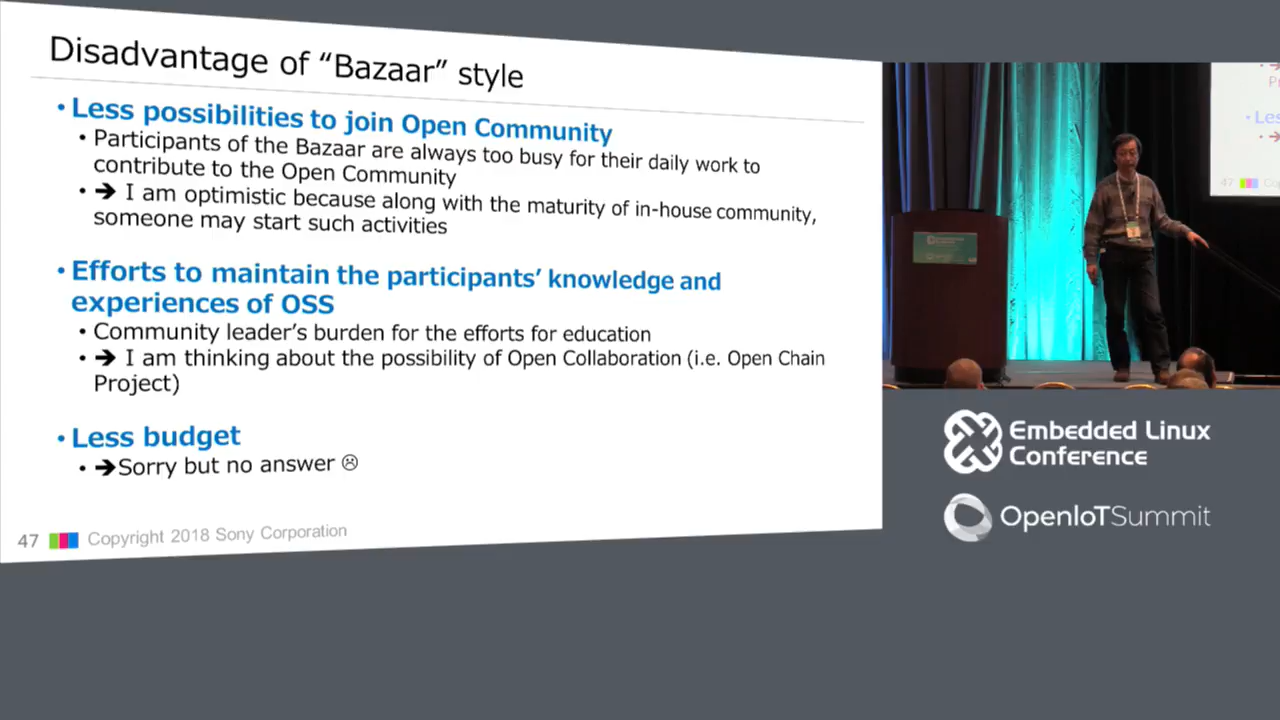 Disadvantage of “Bazaar” style
• Less possibilities to join Open Community
• Participants of the Bazaar are always too busy for their daily work to
contribute to the Open Community
• ➔ I am optimistic because along with the maturity of in-house community,
someone may start such activities
• Efforts to maintain the participants’ knowledge and
experiences of OSS
• Community leader’s burden for the efforts for education
• ➔ I am thinking about the possibility of Open Collaboration (i.e. Open Chain
Project)
• Less budget
• ➔Sorry but no answer ☹
47 Copyright 2018 Sony Corporation
47
Embedded Linux
Conference
OpenIoTSummit